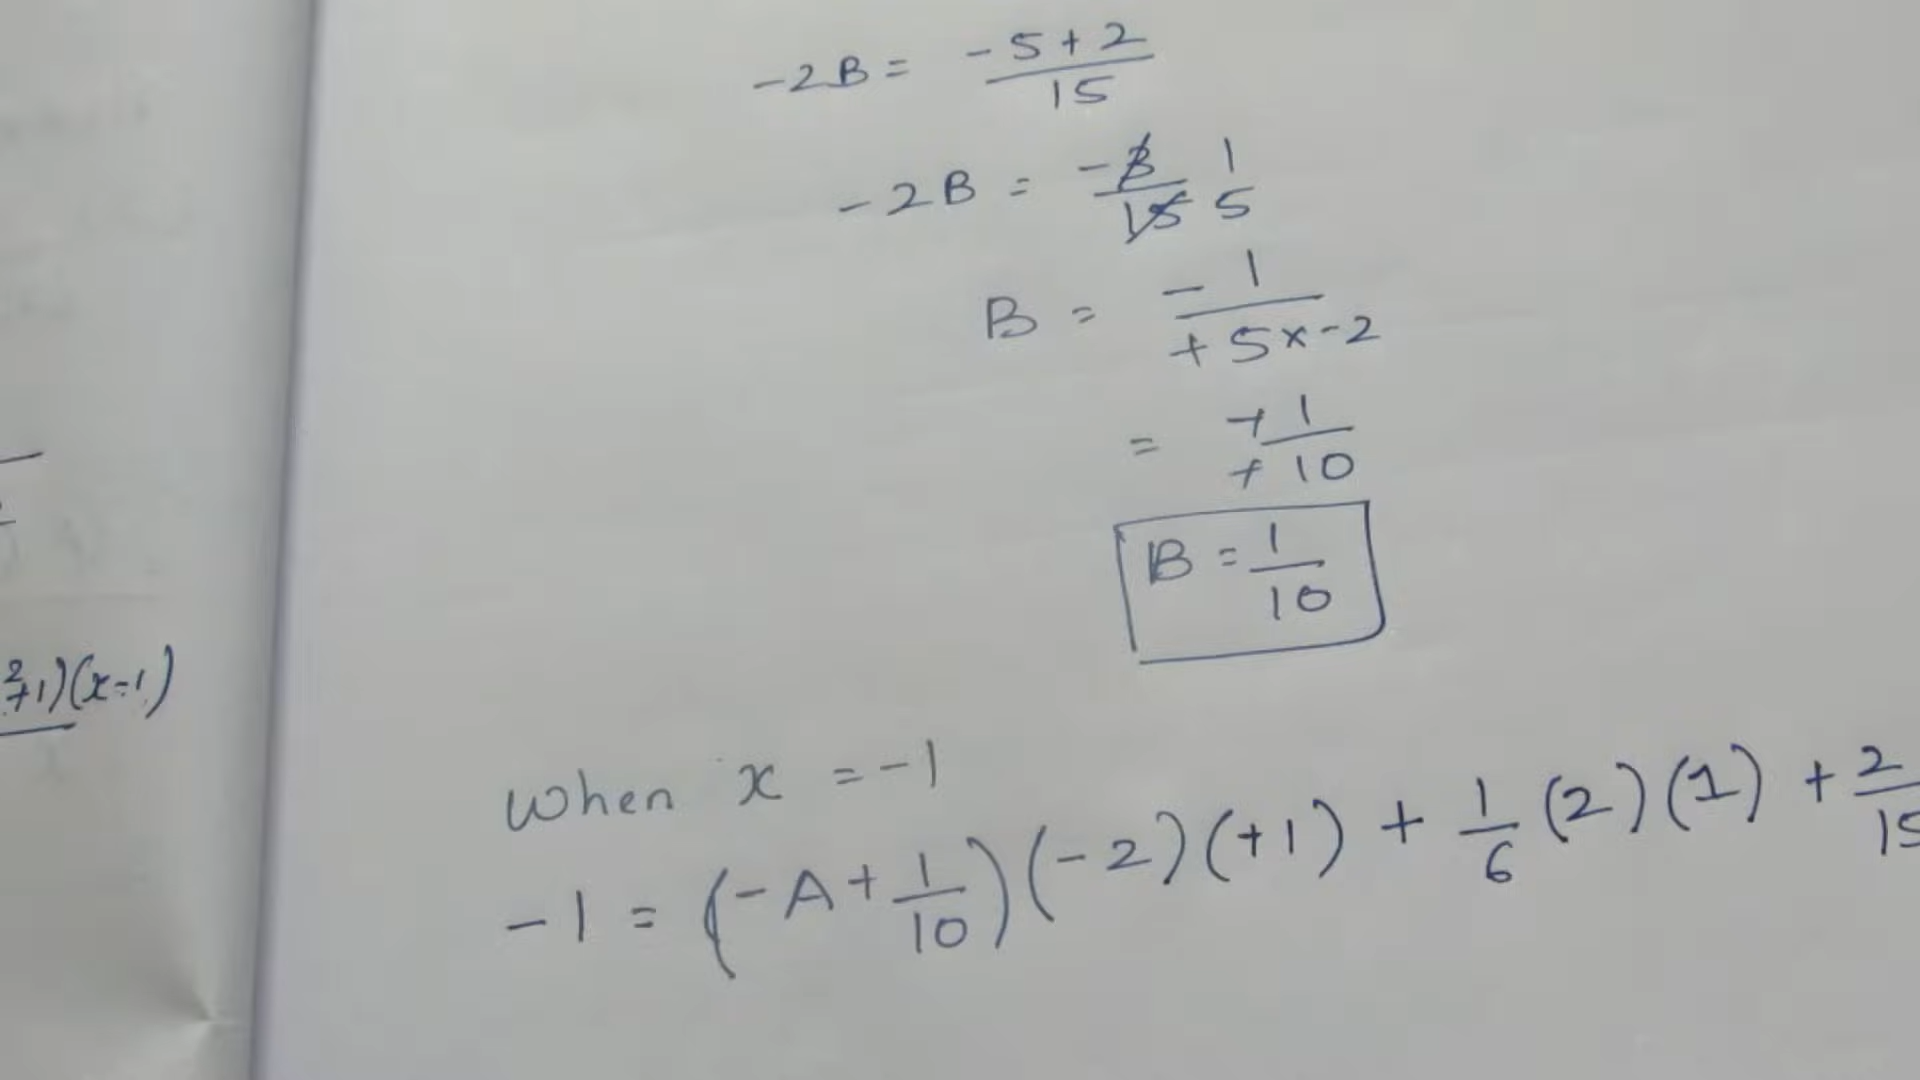 -2B = -5+2/15
-2B = -3/15 1/5
B = -1/+5x-2
= +1/+10
B = 1/10
²+1)(x-1)
When x = -1
-1 = (-A + 1/10)(-2)(+1) + 1/6 (2)(1) + 2/15